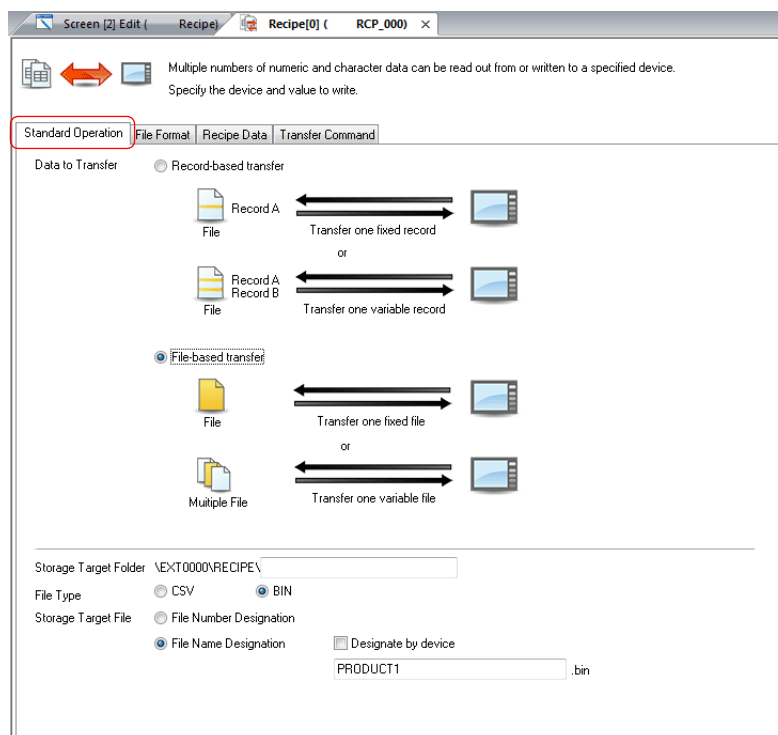 Screen [2] Edit ( Recipe) Recipe[0] ( RCP_000) ×
Multiple numbers of numeric and character data can be read out from or written to a specified device.
Specify the device and value to write.
Standard Operation File Format Recipe Data Transfer Command
Data to Transfer Record-based transfer
Record A
File Transfer one fixed record
or
Record A
Record B
File Transfer one variable record
File-based transfer
File Transfer one fixed file
or
Muitiple File Transfer one variable file
Storage Target Folder \EXT0000\RECIPE\
File Type CSV BIN
Storage Target File File Number Designation
File Name Designation Designate by device
PRODUCT1 .bin